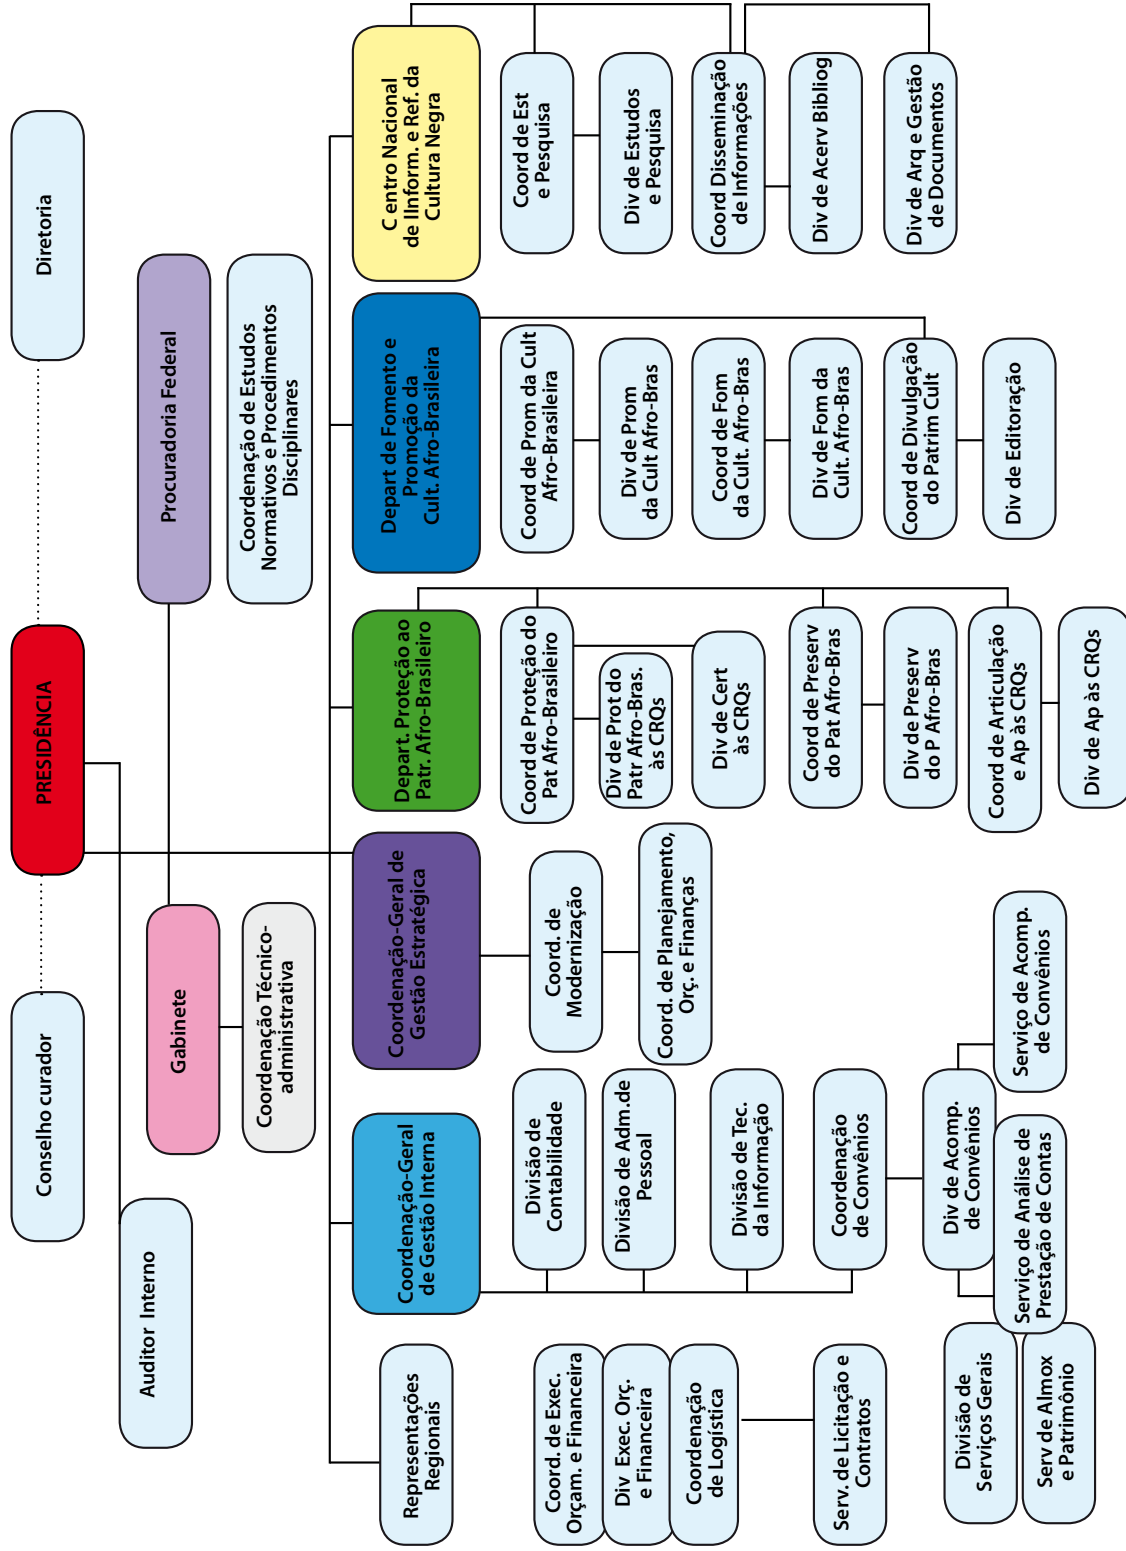 Conselho curador
PRESIDÊNCIA
Diretoria
Auditor Interno
Gabinete
Procuradoria Federal
Coordenação Técnico-
administrativa
Coordenação de Estudos
Normativos e Procedimentos
Disciplinares
Representações
Regionais
Coordenação-Geral
de Gestão Interna
Coordenação-Geral de
Gestão Estratégica
Depart. Proteção ao
Patr. Afro-Brasileiro
Depart de Fomento e
Promoção da
Cult. Afro-Brasileira
C entro Nacional
de IInform. e Ref. da
Cultura Negra
Coord. de Exec.
Orçam. e Financeira
Div Exec. Orç.
e Financeira
Coordenação
de Logística
Serv. de Licitação e
Contratos
Divisão de
Serviços Gerais
Serv de Almox
e Patrimônio
Divisão de
Contabilidade
Divisão de Adm.de
Pessoal
Divisão de Tec.
da Informação
Coordenação
de Convênios
Div de Acomp.
de Convênios
Serviço de Análise de
Prestação de Contas
Serviço de Acomp.
de Convênios
Coord. de
Modernização
Coord. de Planejamento,
Orç. e Finanças
Coord de Proteção do
Pat Afro-Brasileiro
Div de Prot do
Patr Afro-Bras.
às CRQs
Div de Cert
às CRQs
Coord de Preserv
do Pat Afro-Bras
Div de Preserv
do P Afro-Bras
Coord de Articulação
e Ap às CRQs
Div de Ap às CRQs
Coord de Prom da Cult
Afro-Brasileira
Div de Prom
da Cult Afro-Bras
Coord de Fom
da Cult. Afro-Bras
Div de Fom da
Cult. Afro-Bras
Coord de Divulgação
do Patrim Cult
Div de Editoração
Coord de Est
e Pesquisa
Div de Estudos
e Pesquisa
Coord Disseminação
de Informações
Div de Acerv Bibliog
Div de Arq e Gestão
de Documentos